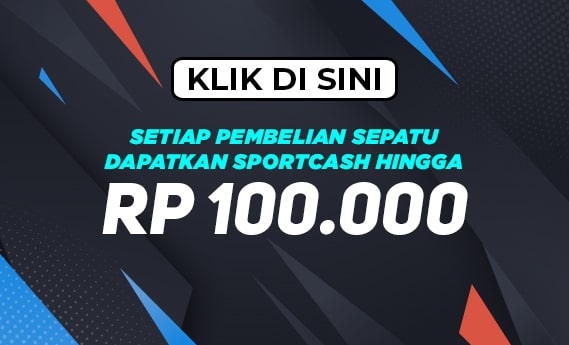 KLIK DI SINI
SETIAP PEMBELIAN SEPATU
DAPATKAN SPORTCASH HINGGA
RP 100.000